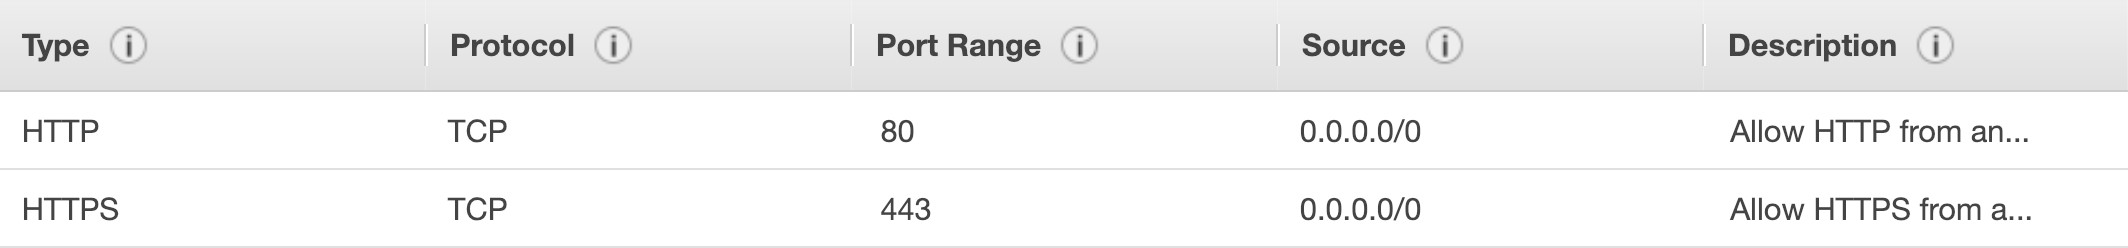 Type Protocol Port Range Source Description
HTTP TCP 80 0.0.0.0/0 Allow HTTP from an...
HTTPS TCP 443 0.0.0.0/0 Allow HTTPS from a...